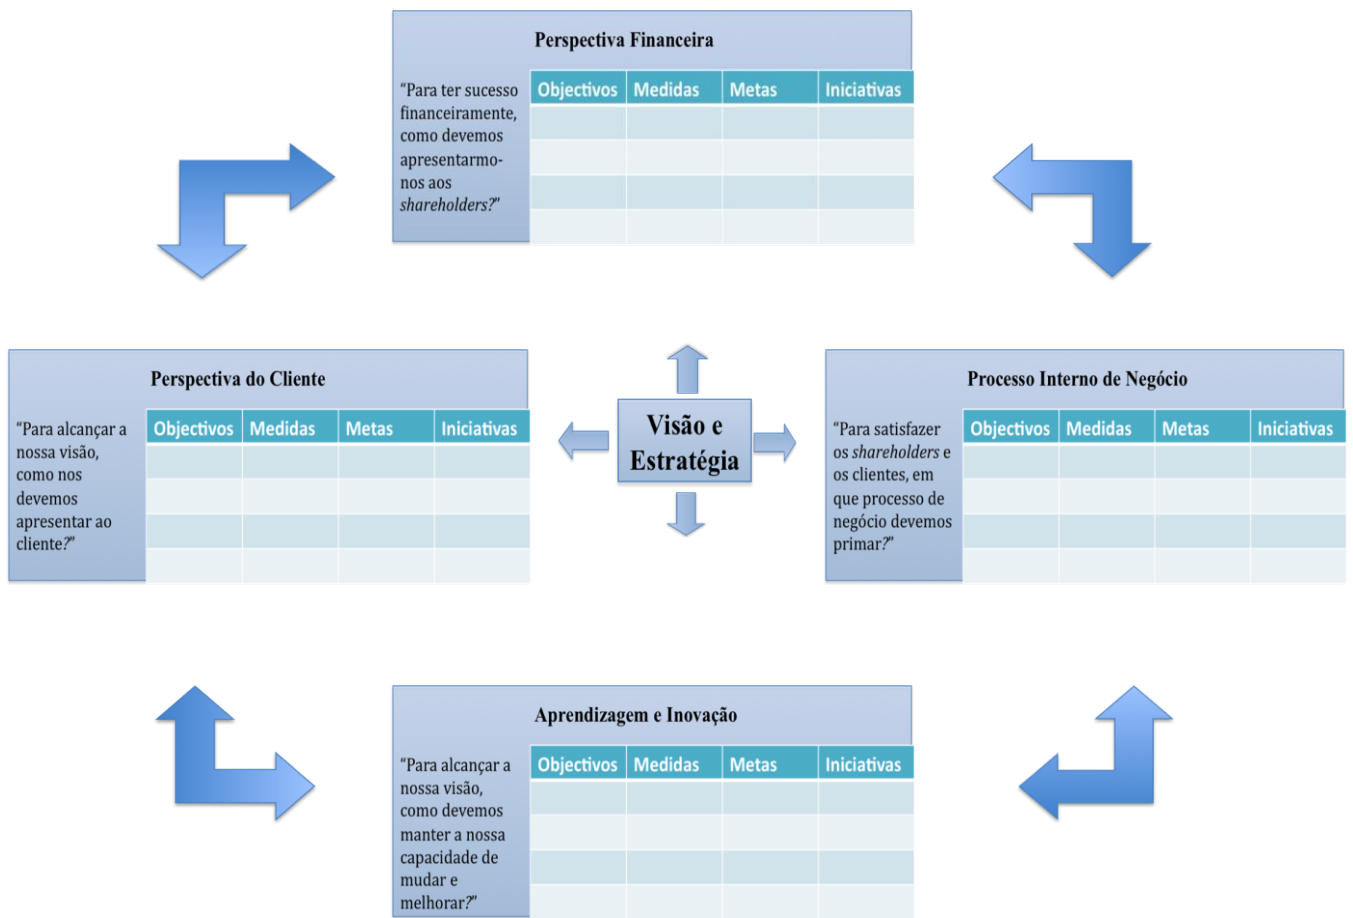 Perspectiva Financeira
“Para ter sucesso
financeiramente,
como devemos
apresentarmo-
nos aos
shareholders?”
Objectivos Medidas Metas Iniciativas
Perspectiva do Cliente
“Para alcançar a
nossa visão,
como nos
devemos
apresentar ao
cliente?”
Objectivos Medidas Metas Iniciativas
Visão e
Estratégia
Processo Interno de Negócio
“Para satisfazer
os shareholders e
os clientes, em
que processo de
negócio devemos
primar?”
Objectivos Medidas Metas Iniciativas
Aprendizagem e Inovação
“Para alcançar a
nossa visão,
como devemos
manter a nossa
capacidade de
mudar e
melhorar?”
Objectivos Medidas Metas Iniciativas